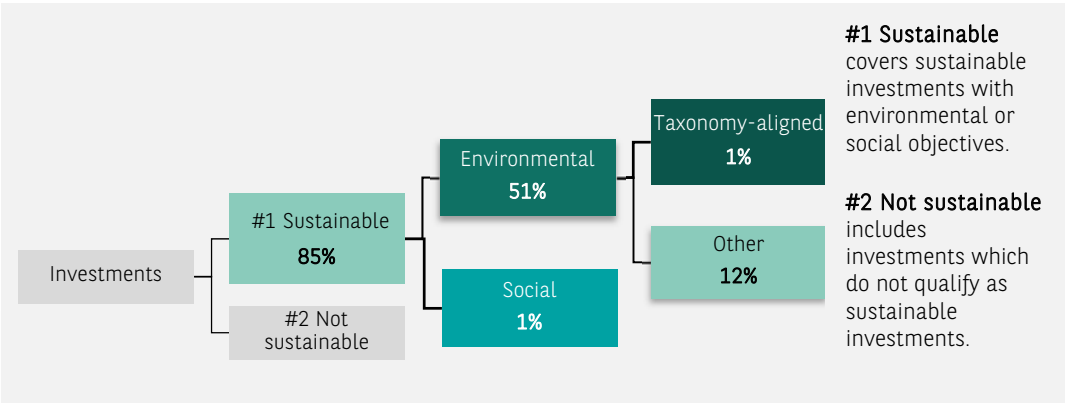 Investments
#1 Sustainable
85%
#2 Not
sustainable
Environmental
51%
Social
1%
Taxonomy-aligned
1%
Other
12%
#1 Sustainable
covers sustainable
investments with
environmental or
social objectives.
#2 Not sustainable
includes
investments which
do not qualify as
sustainable
investments.